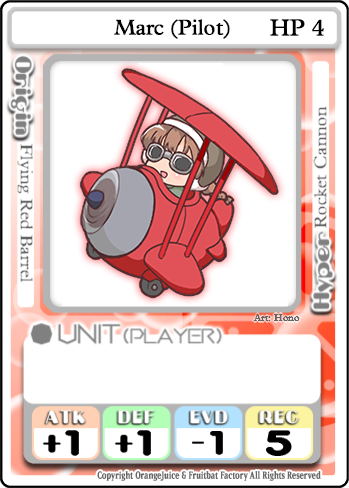 Marc (Pilot) HP 4
Origin Flying Red Barrel
Hyper Rocket Cannon
Art: Hono
UNIT (PLAYER)
ATK DEF EVD REC
+1 +1 -1 5
Copyright OrangeJuice & Fruitbat Factory All Rights Reserved